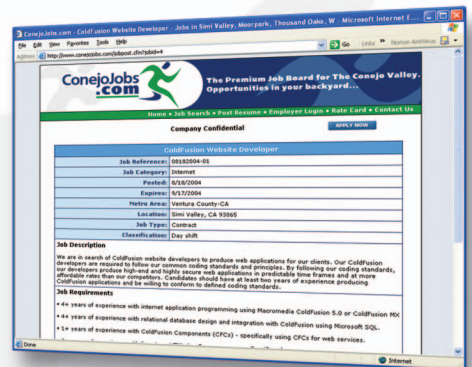 ConejoJobs.com - ColdFusion Website Developer - Jobs in Simi Valley, Moorpark, Thousand Oaks, W - Microsoft Internet E...
File Edit View Favorites Tools Help
Address http://www.conejojobs.com/jobpost.cfm?jobid=4
Go Links » Norton AntiVirus
ConejoJobs
.com
The Premium Job Board for The Conejo Valley.
Opportunities in your backyard...
Home • Job Search • Post Resume • Employer Login • Rate Card • Contact Us
Company Confidential
APPLY NOW
ColdFusion Website Developer
Job Reference: 08182004-01
Job Category: Internet
Posted: 8/18/2004
Expires: 9/17/2004
Metro Area: Ventura County-CA
Location: Simi Valley, CA 93065
Job Type: Contract
Classification: Day shift
Job Description
We are in search of ColdFusion website developers to produce web applications for our clients. Our ColdFusion
developers are required to follow our common coding standards and principles. By following our coding standards,
our developers produce high-end and highly secure web applications in predictable time frames and at more
affordable rates than our competitors. Candidates should have at least two years of experience producing
ColdFusion applications and be willing to conform to defined coding standards.
Job Requirements
• 4+ years of experience with internet application programming using Macromedia ColdFusion 5.0 or ColdFusion MX
• 4+ years of experience with relational database design and integration with ColdFusion using Microsoft SQL.
• 1+ years of experience with ColdFusion Components (CFCs) - specifically using CFCs for web services.
Done
Internet